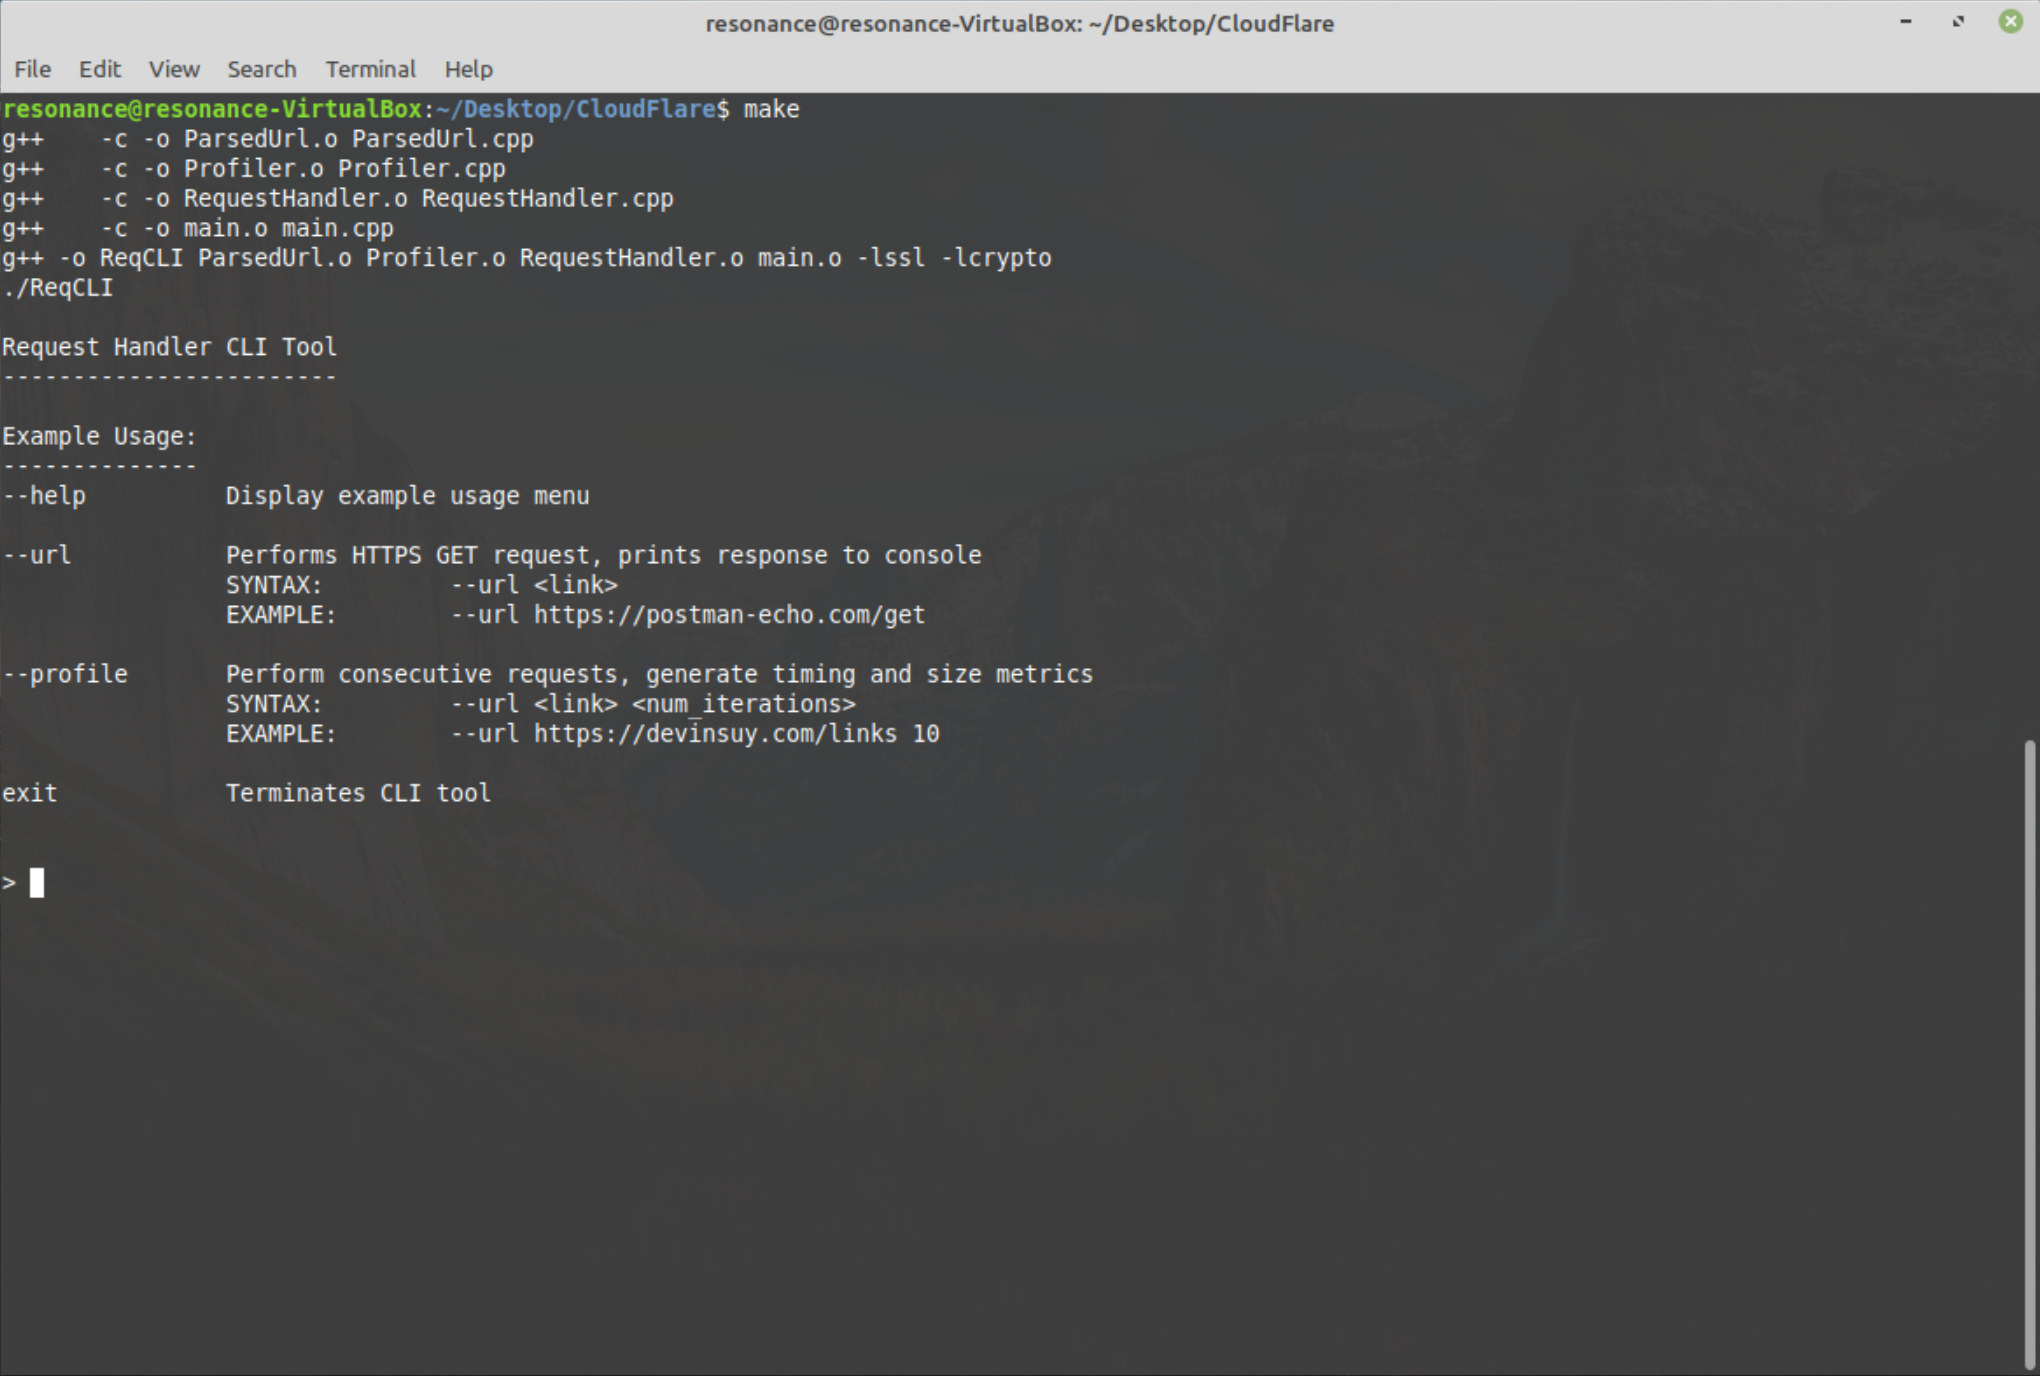 resonance@resonance-VirtualBox: ~/Desktop/CloudFlare
File Edit View Search Terminal Help
resonance@resonance-VirtualBox:~/Desktop/CloudFlare$ make
g++    -c -o ParsedUrl.o ParsedUrl.cpp
g++    -c -o Profiler.o Profiler.cpp
g++    -c -o RequestHandler.o RequestHandler.cpp
g++    -c -o main.o main.cpp
g++ -o ReqCLI ParsedUrl.o Profiler.o RequestHandler.o main.o -lssl -lcrypto
./ReqCLI
Request Handler CLI Tool
------------------------
Example Usage:
--------------
--help          Display example usage menu
--url           Performs HTTPS GET request, prints response to console
                SYNTAX:         --url <link>
                EXAMPLE:        --url https://postman-echo.com/get
--profile       Perform consecutive requests, generate timing and size metrics
                SYNTAX:         --url <link> <num_iterations>
                EXAMPLE:        --url https://devinsuy.com/links 10
exit            Terminates CLI tool
>